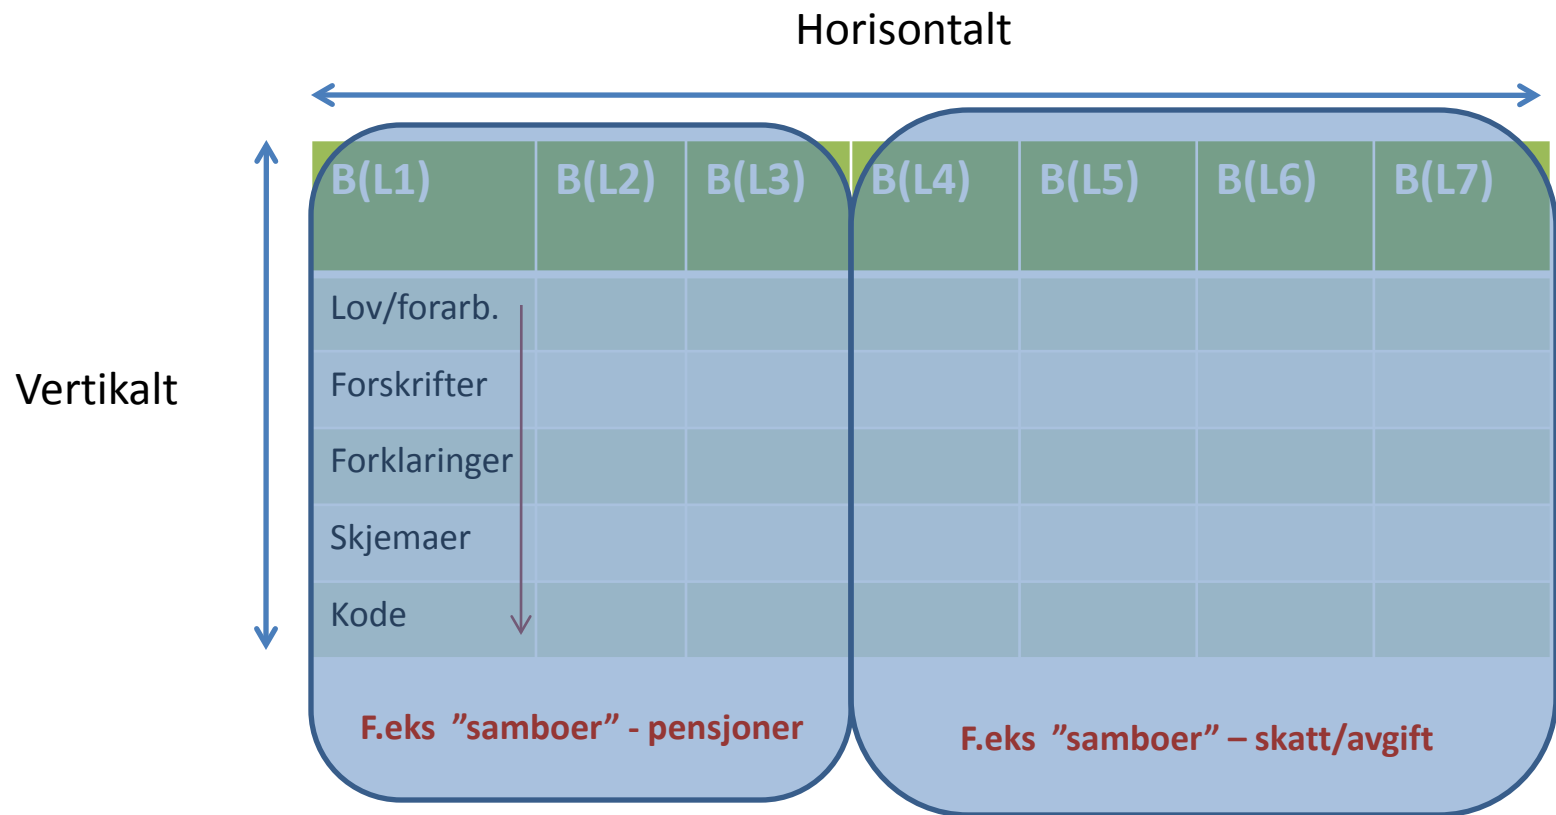 Horisontalt
B(L1) B(L2) B(L3) B(L4) B(L5) B(L6) B(L7)
Lov/forarb.
Forskrifter
Vertikalt
Forklaringer
Skjemaer
Kode
F.eks ”samboer” - pensjoner
F.eks ”samboer” – skatt/avgift